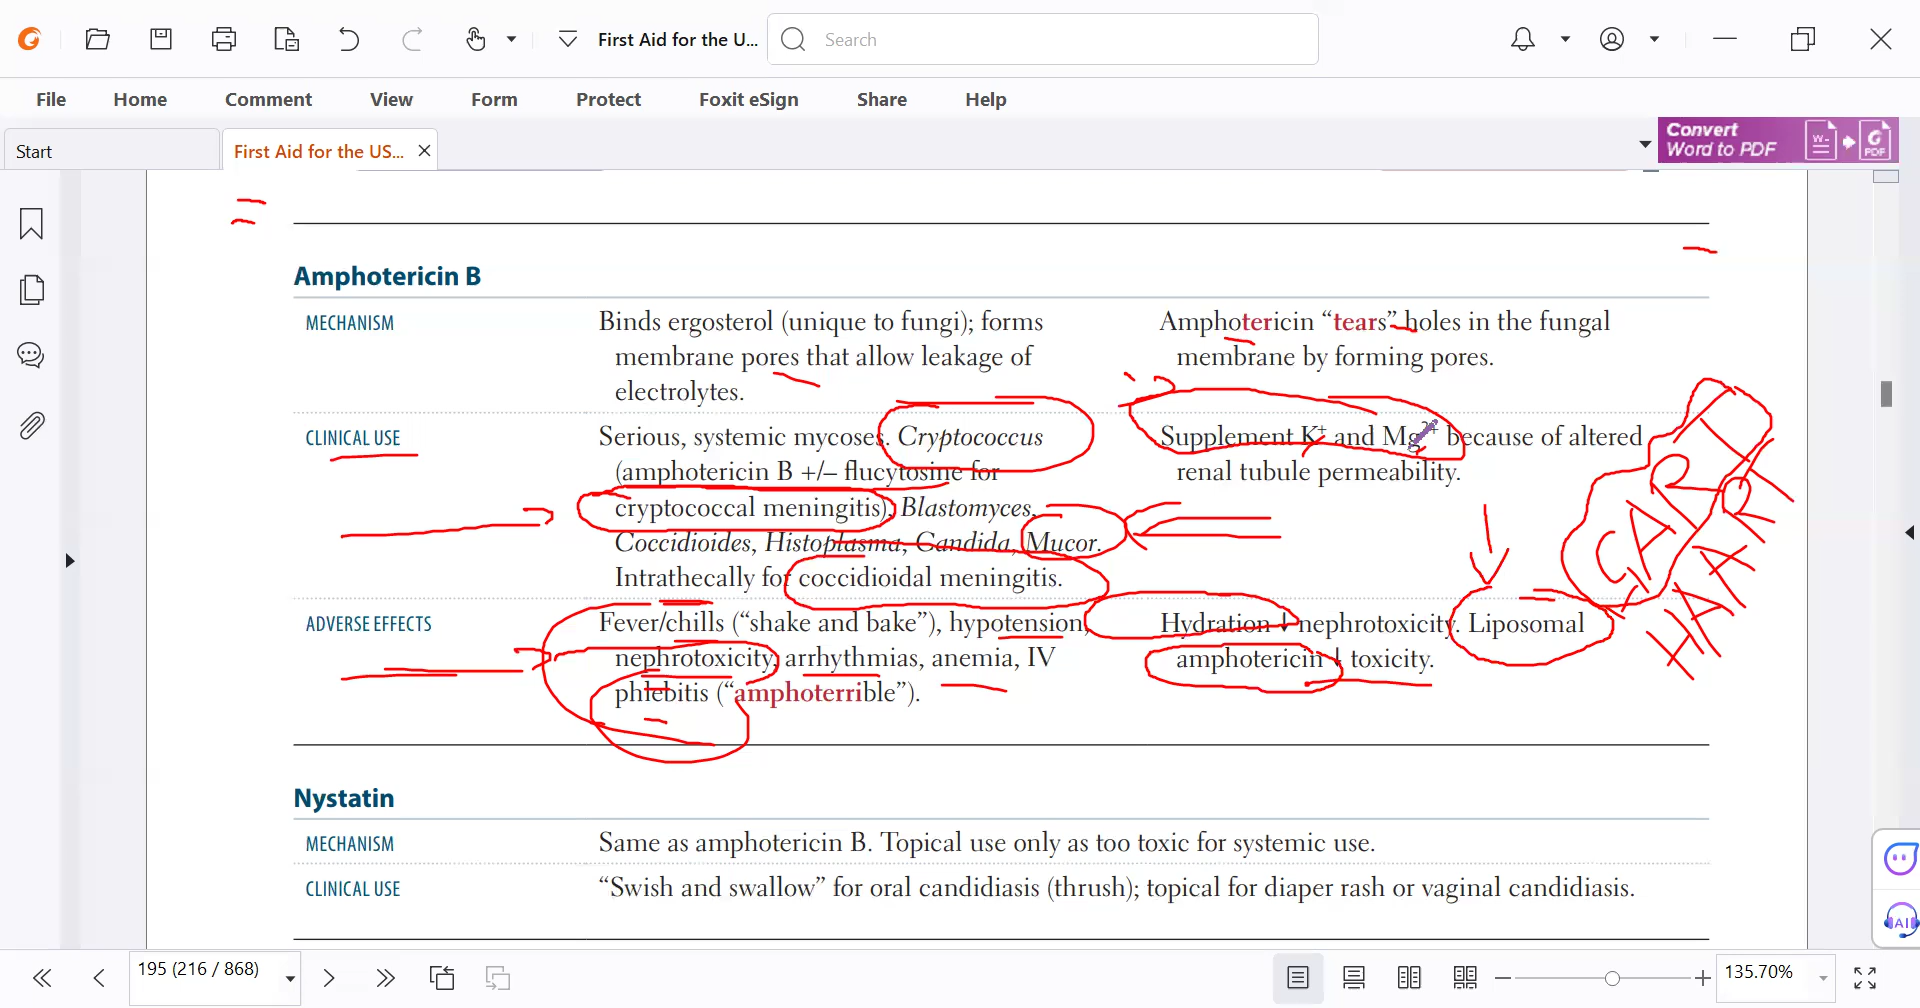 First Aid for the U...
Search
File Home Comment View Form Protect Foxit eSign Share Help
Start
First Aid for the US...
Convert
Word to PDF
W
PDF
Amphotericin B
MECHANISM
Binds ergosterol (unique to fungi); forms
membrane pores that allow leakage of
electrolytes.
Amphotericin “tears” holes in the fungal
membrane by forming pores.
CLINICAL USE
Serious, systemic mycoses. Cryptococcus
(amphotericin B +/– flucytosine for
cryptococcal meningitis), Blastomyces,
Coccidioides, Histoplasma, Candida, Mucor.
Intrathecally for coccidioidal meningitis.
Supplement K+ and Mg2+ because of altered
renal tubule permeability.
ADVERSE EFFECTS
Fever/chills (“shake and bake”), hypotension,
nephrotoxicity, arrhythmias, anemia, IV
phlebitis (“amphoterrible”).
Hydration ↓ nephrotoxicity. Liposomal
amphotericin ↓ toxicity.
Nystatin
MECHANISM
Same as amphotericin B. Topical use only as too toxic for systemic use.
CLINICAL USE
“Swish and swallow” for oral candidiasis (thrush); topical for diaper rash or vaginal candidiasis.
AI
195 (216 / 868)
135.70%